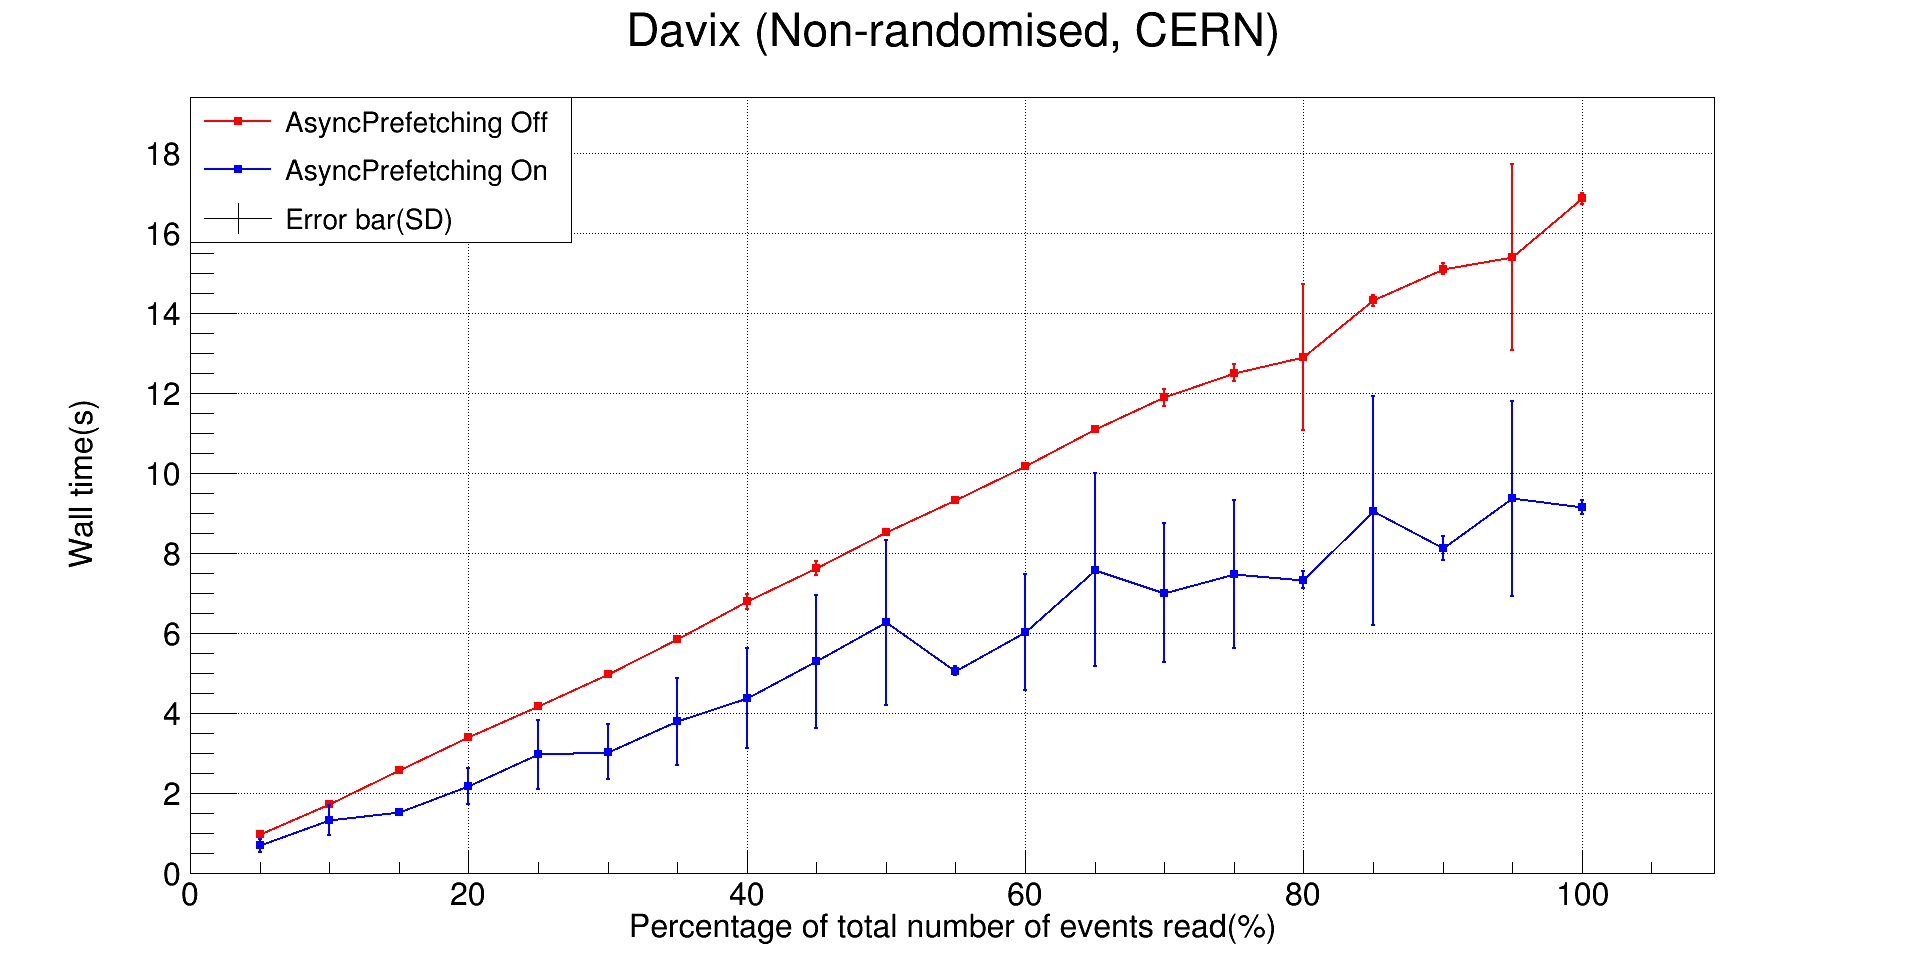 Davix (Non-randomised, CERN)
AsyncPrefetching Off
AsyncPrefetching On
Error bar(SD)
18
16
14
12
10
8
6
4
2
0
Wall time(s)
0 20 40 60 80 100
Percentage of total number of events read(%)